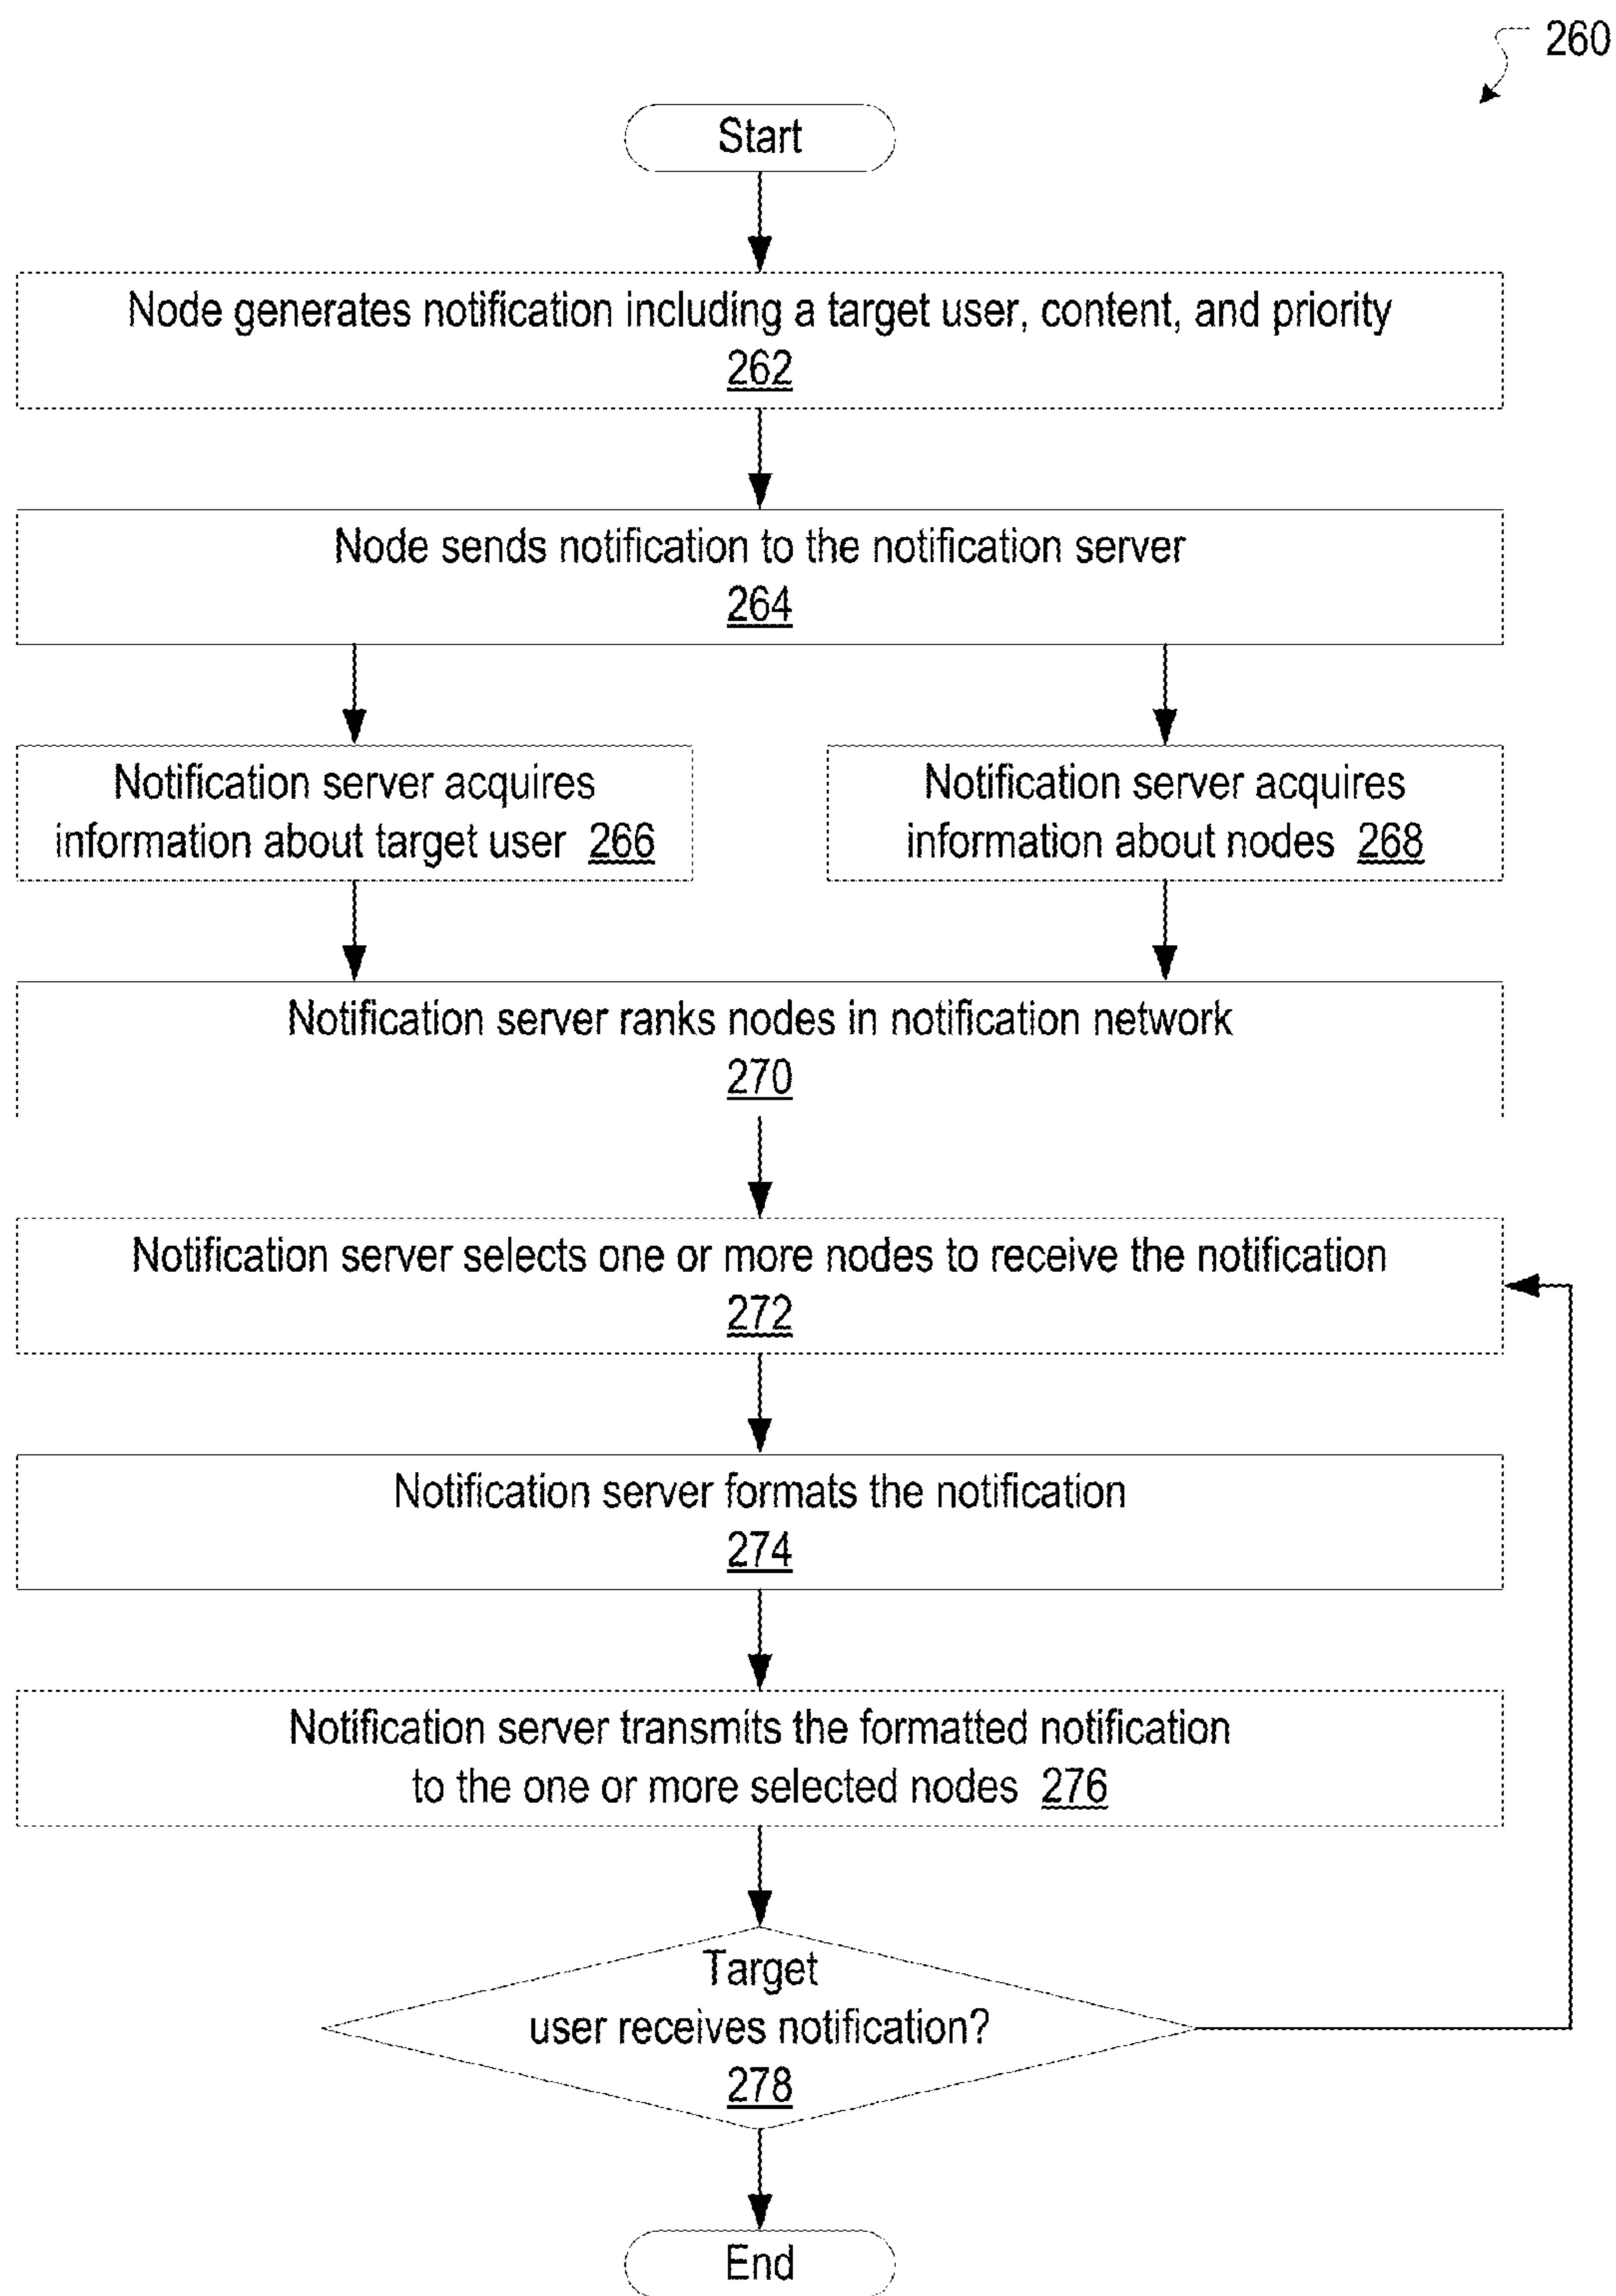 260
Start
Node generates notification including a target user, content, and priority
262
Node sends notification to the notification server
264
Notification server acquires
information about target user 266
Notification server acquires
information about nodes 268
Notification server ranks nodes in notification network
270
Notification server selects one or more nodes to receive the notification
272
Notification server formats the notification
274
Notification server transmits the formatted notification
to the one or more selected nodes 276
Target
user receives notification?
278
End